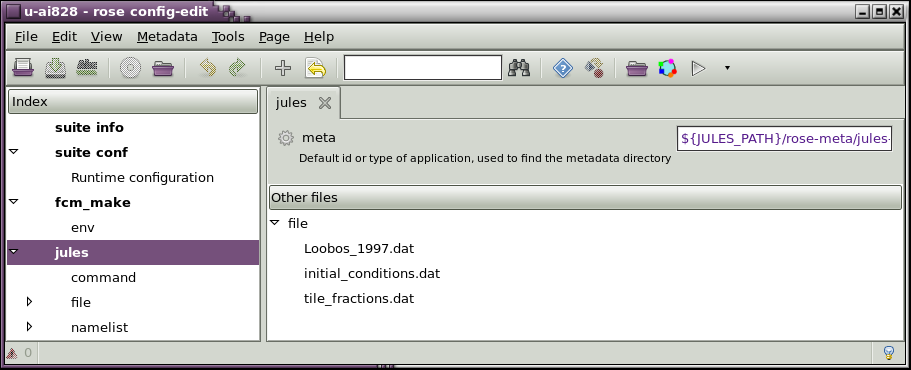 u-ai828 - rose config-edit
File Edit View Metadata Tools Page Help
Index
suite info
suite conf
Runtime configuration
fcm_make
env
jules
command
file
namelist
jules
meta
${JULES_PATH}/rose-meta/jules-
Default id or type of application, used to find the metadata directory
Other files
file
Loobos_1997.dat
initial_conditions.dat
tile_fractions.dat
0